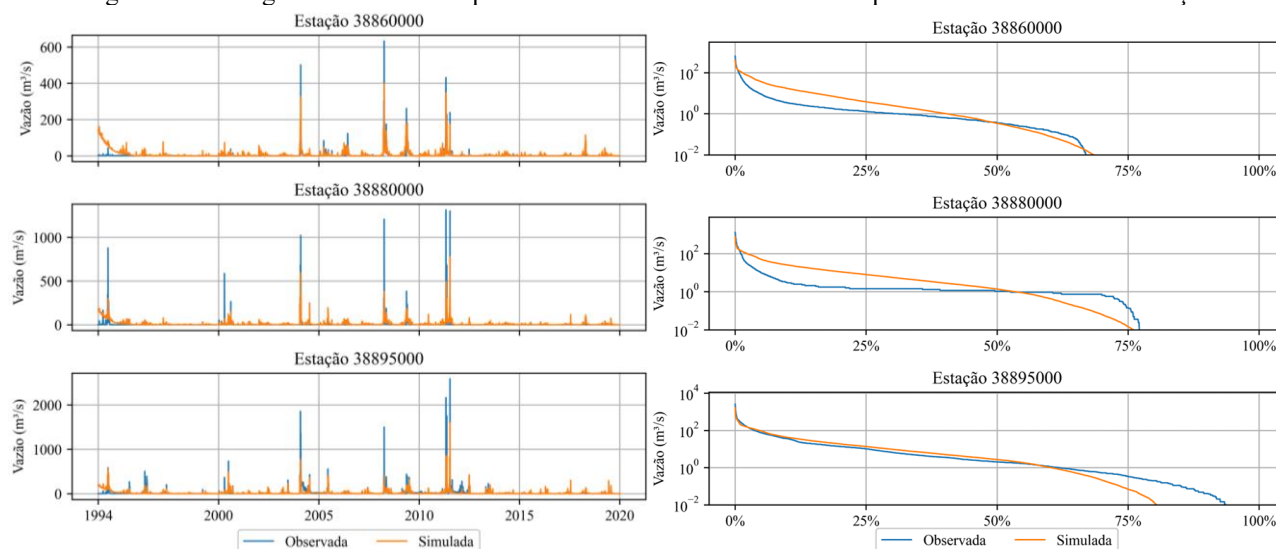 Estação 38860000
Vazão (m³/s)
600
400
200
0
Estação 38880000
Vazão (m³/s)
1000
500
0
Estação 38895000
Vazão (m³/s)
2000
1000
0
1994
2000
2005
2010
2015
2020
Observada
Simulada
Estação 38860000
Vazão (m³/s)
10²
10⁰
10⁻²
0%
25%
50%
75%
100%
Estação 38880000
Vazão (m³/s)
10²
10⁰
10⁻²
0%
25%
50%
75%
100%
Estação 38895000
Vazão (m³/s)
10⁴
10²
10⁰
10⁻²
0%
25%
50%
75%
100%
Observada
Simulada